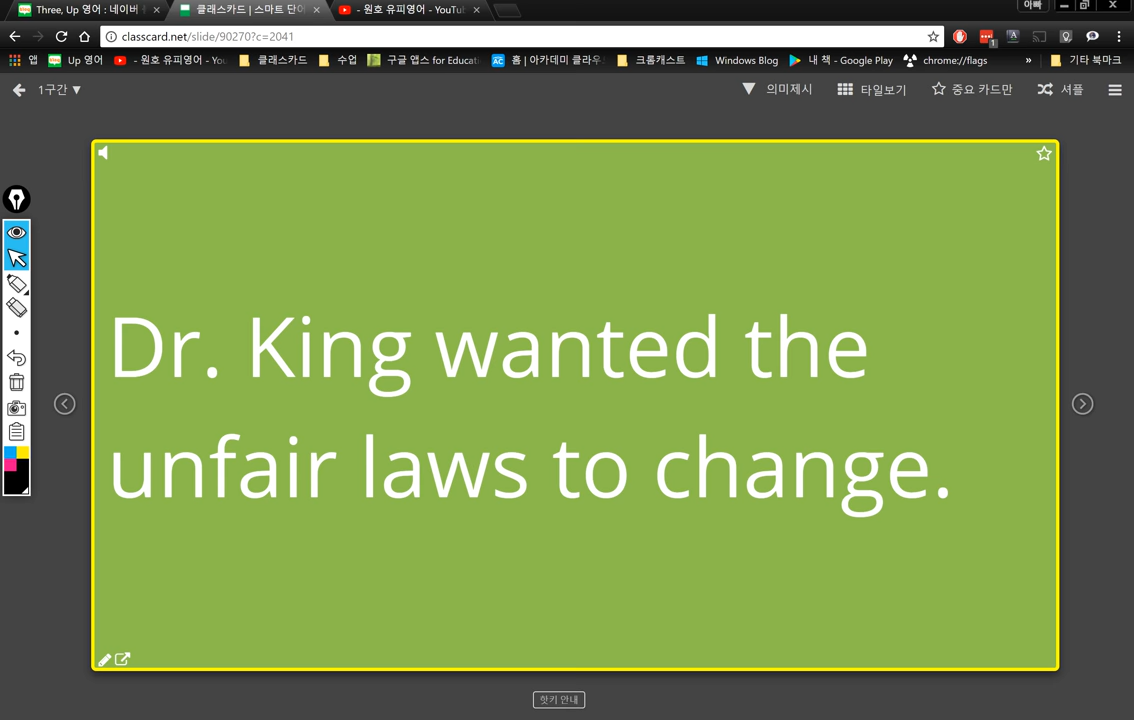 Three, Up 영어 : 네이버
클래스카드 | 스마트 단어
- 원호 유피영어 - YouTu
아빠
classcard.net/slide/90270?c=2041
앱
Up 영어
- 원호 유피영어 - You
클래스카드
수업
구글 앱스 for Educati
홈 | 아카데미 클라우
크롬캐스트
Windows Blog
내 책 - Google Play
chrome://flags
»
기타 북마크
1구간 ▼
▼ 의미제시
타일보기
중요 카드만
셔플
Dr. King wanted the
unfair laws to change.
핫키 안내